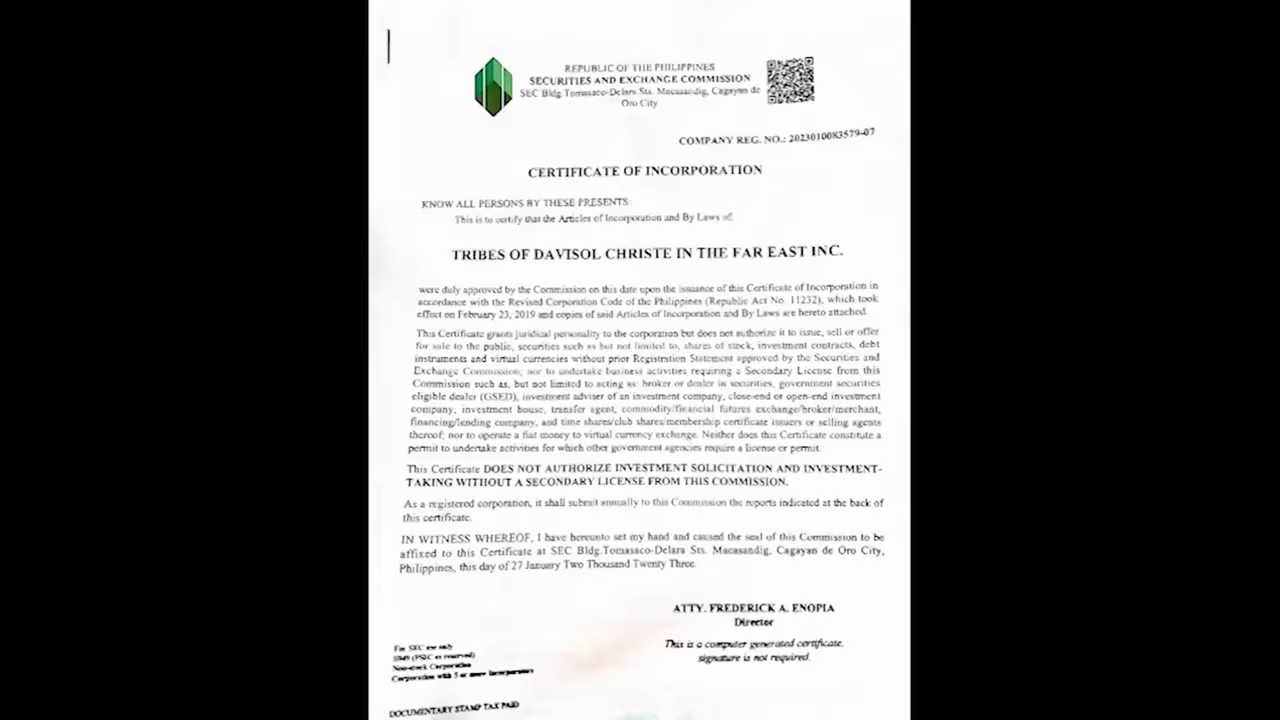 REPUBLIC OF THE PHILIPPINES
SECURITIES AND EXCHANGE COMMISSION
SEC Bldg.Tomasaco-Delara Sts. Macasandig, Cagayan de
Oro City
COMPANY REG. NO.: 2023010083579-07
CERTIFICATE OF INCORPORATION
KNOW ALL PERSONS BY THESE PRESENTS:
This is to certify that the Articles of Incorporation and By Laws of:
TRIBES OF DAVISOL CHRISTE IN THE FAR EAST INC.
were duly approved by the Commission on this date upon the issuance of this Certificate of Incorporation in
accordance with the Revised Corporation Code of the Philippines (Republic Act No. 11232), which took
effect on February 23, 2019 and copies of said Articles of Incorporation and By Laws are hereto attached.
This Certificate grants juridical personality to the corporation but does not authorize it to issue, sell or offer
for sale to the public, securities such as but not limited to, shares of stock, investment contracts, debt
instruments and virtual currencies without prior Registration Statement approved by the Securities and
Exchange Commission; nor to undertake business activities requiring a Secondary License from this
Commission such as, but not limited to acting as: broker or dealer in securities, government securities
eligible dealer (GSED), investment adviser of an investment company, close-end or open-end investment
company, investment house, transfer agent, commodity/financial futures exchange/broker/merchant,
financing/lending company, and time shares/club shares/membership certificate issuers or selling agents
thereof; nor to operate a fiat money to virtual currency exchange. Neither does this Certificate constitute a
permit to undertake activities for which other government agencies require a license or permit.
This Certificate DOES NOT AUTHORIZE INVESTMENT SOLICITATION AND INVESTMENT-
TAKING WITHOUT A SECONDARY LICENSE FROM THIS COMMISSION.
As a registered corporation, it shall submit annually to this Commission the reports indicated at the back of
this certificate.
IN WITNESS WHEREOF, I have hereunto set my hand and caused the seal of this Commission to be
affixed to this Certificate at SEC Bldg.Tomasaco-Delara Sts. Macasandig, Cagayan de Oro City,
Philippines, this day of 27 January Two Thousand Twenty Three.
ATTY. FREDERICK A. ENOPIA
Director
This is a computer generated certificate,
signature is not required.
For SEC use only
(PSIC as reserved)
Non-stock Corporation
Corporation with 5 or more incorporators
DOCUMENTARY STAMP TAX PAID